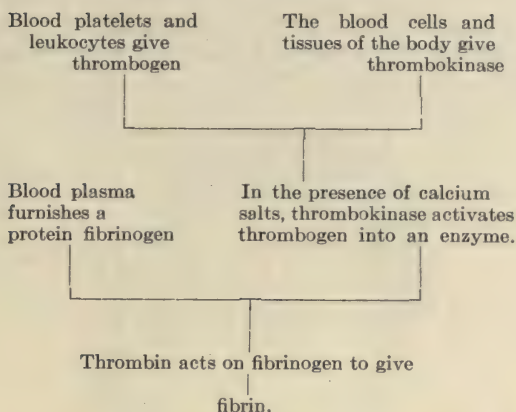 Blood platelets and
leukocytes give
thrombogen
The blood cells and
tissues of the body give
thrombokinase
Blood plasma
furnishes a
protein fibrinogen
In the presence of calcium
salts, thrombokinase activates
thrombogen into an enzyme.
Thrombin acts on fibrinogen to give
fibrin.